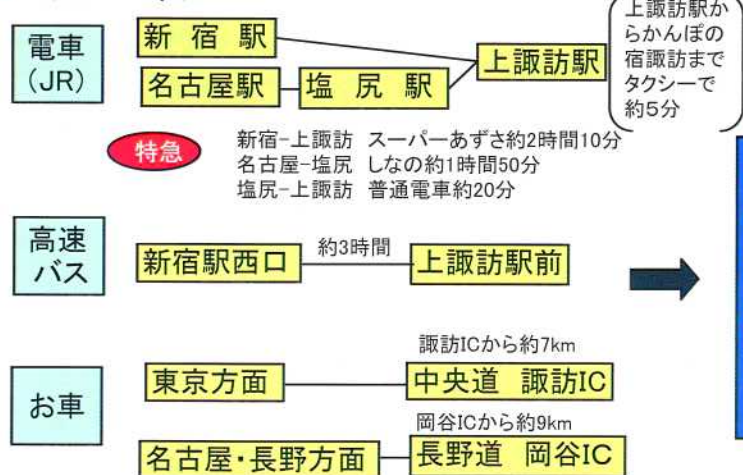 電車
(JR)
新宿駅
名古屋駅
塩尻駅
上諏訪駅
上諏訪駅か
らかんぽの
宿諏訪まで
タクシーで
約5分
特急
新宿-上諏訪 スーパーあずさ約2時間10分
名古屋-塩尻 しなの約1時間50分
塩尻-上諏訪 普通電車約20分
高速
バス
新宿駅西口
約3時間
上諏訪駅前
お車
東京方面
諏訪ICから約7km
中央道 諏訪IC
名古屋・長野方面
岡谷ICから約9km
長野道 岡谷IC